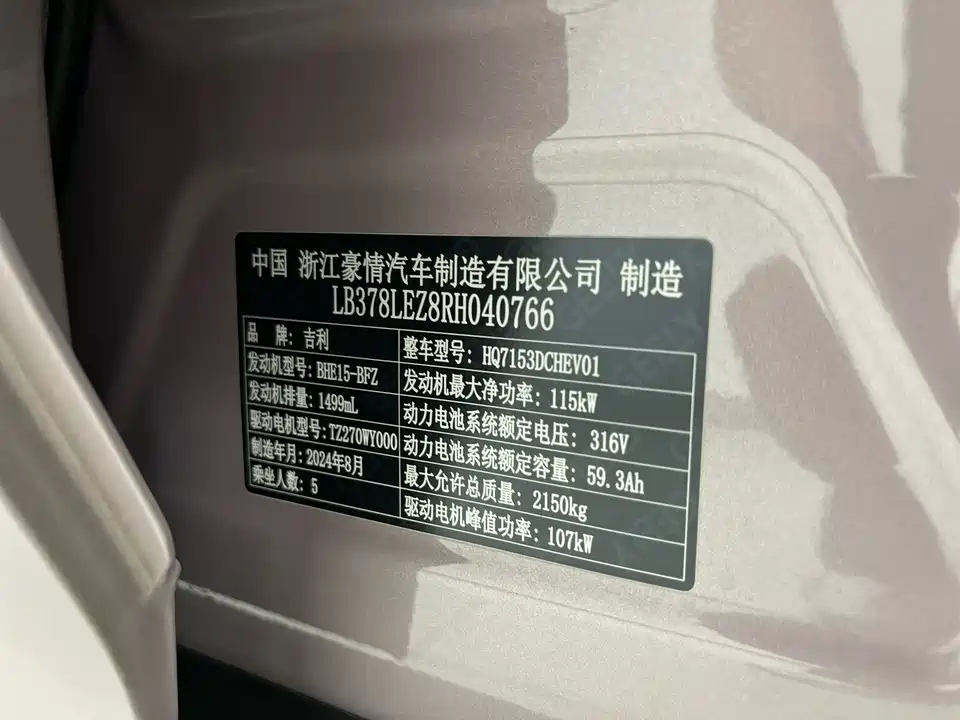 中国 浙江豪情汽车制造有限公司 制造
LB378LEZ8RH040766
品 牌: 吉利
整车型号: HQ7153DCHEV01
发动机型号: BHE15-BFZ
发动机最大净功率: 115kW
发动机排量: 1499mL
动力电池系统额定电压: 316V
驱动电机型号: TZ270WY000
动力电池系统额定容量: 59.3Ah
制造年月: 2024年8月
最大允许总质量: 2150kg
乘坐人数: 5
驱动电机峰值功率: 107kW